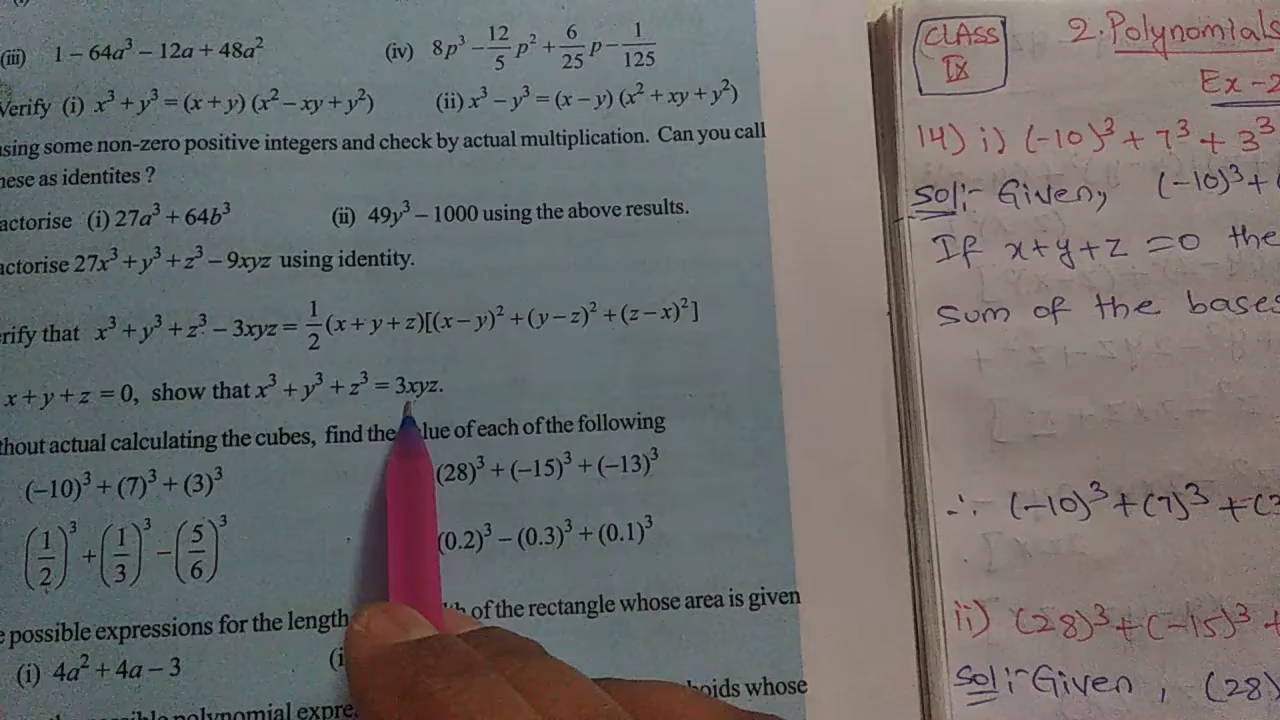 (iii) 1 − 64a³ − 12a + 48a² (iv) 8p³ − 12/5 p² + 6/25 p − 1/125
Verify (i) x³ + y³ = (x + y) (x² − xy + y²) (ii) x³ − y³ = (x − y) (x² + xy + y²)
using some non-zero positive integers and check by actual multiplication. Can you call
these as identites ?
actorise (i) 27a³ + 64b³ (ii) 49y³ − 1000 using the above results.
actorise 27x³ + y³ + z³ − 9xyz using identity.
rify that x³ + y³ + z³ − 3xyz = 1/2 (x + y + z)[(x − y)² + (y − z)² + (z − x)²]
x + y + z = 0, show that x³ + y³ + z³ = 3xyz.
thout actual calculating the cubes, find the lue of each of the following
(−10)³ + (7)³ + (3)³ (28)³ + (−15)³ + (−13)³
(1/2)³ + (1/3)³ − (5/6)³ (0.2)³ − (0.3)³ + (0.1)³
e possible expressions for the length of the rectangle whose area is given
(i) 4a² + 4a − 3 (i
boids whose
possible polynomial expre
CLASS
IX
2. Polynomials
Ex - 2
14) i) (-10)³ + 7³ + 3³
Sol:- Given, (-10)³ + (
If x+y+z = 0 the
sum of the bases
∴ (-10)³ + (7)³ + (3
ii) (28)³ + (-15)³ +
Sol:- Given, (28)